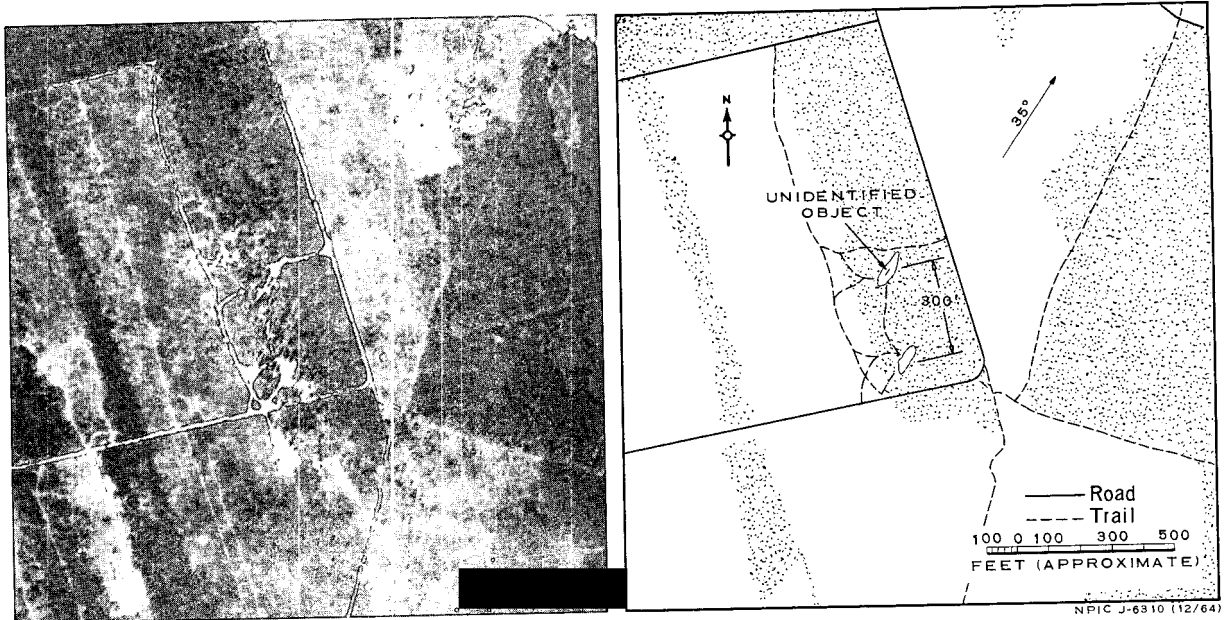 N
35°
UNIDENTIFIED
OBJECT
300'
Road
Trail
100 0 100 300 500
FEET (APPROXIMATE)
NPIC J-6310 (12/64)